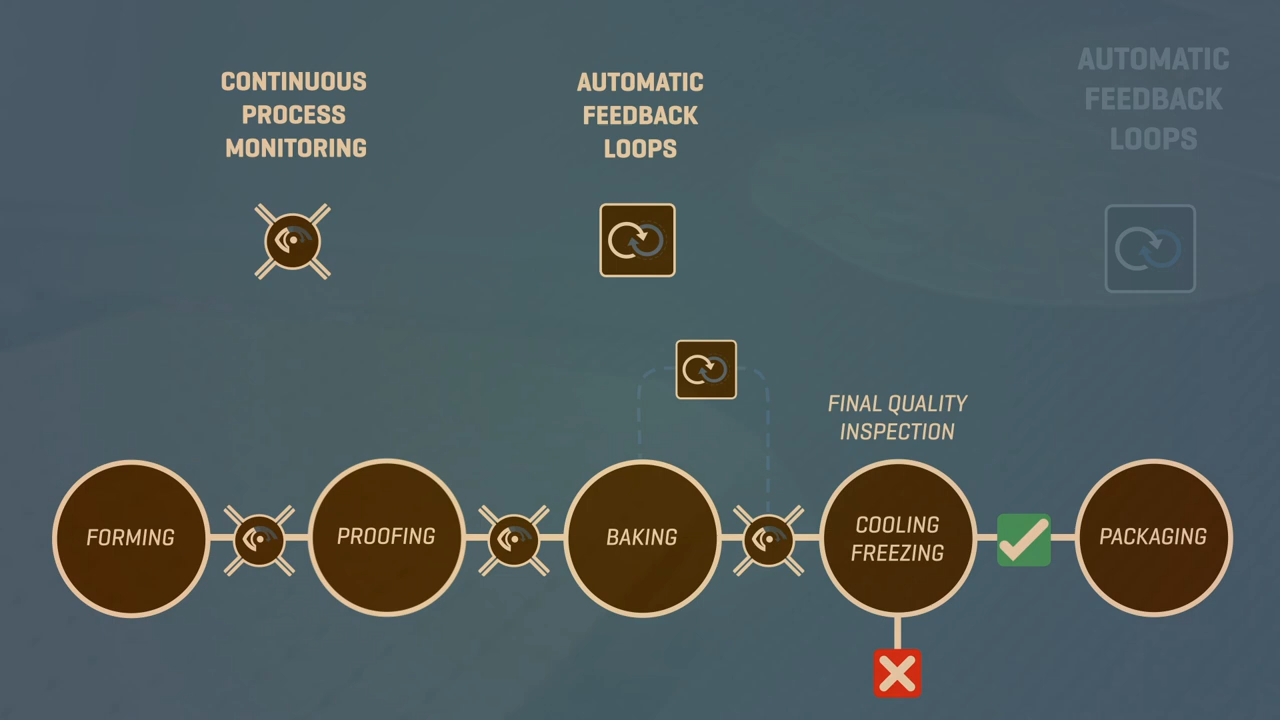 CONTINUOUS
PROCESS
MONITORING
AUTOMATIC
FEEDBACK
LOOPS
AUTOMATIC
FEEDBACK
LOOPS
FINAL QUALITY
INSPECTION
FORMING
PROOFING
BAKING
COOLING
FREEZING
PACKAGING